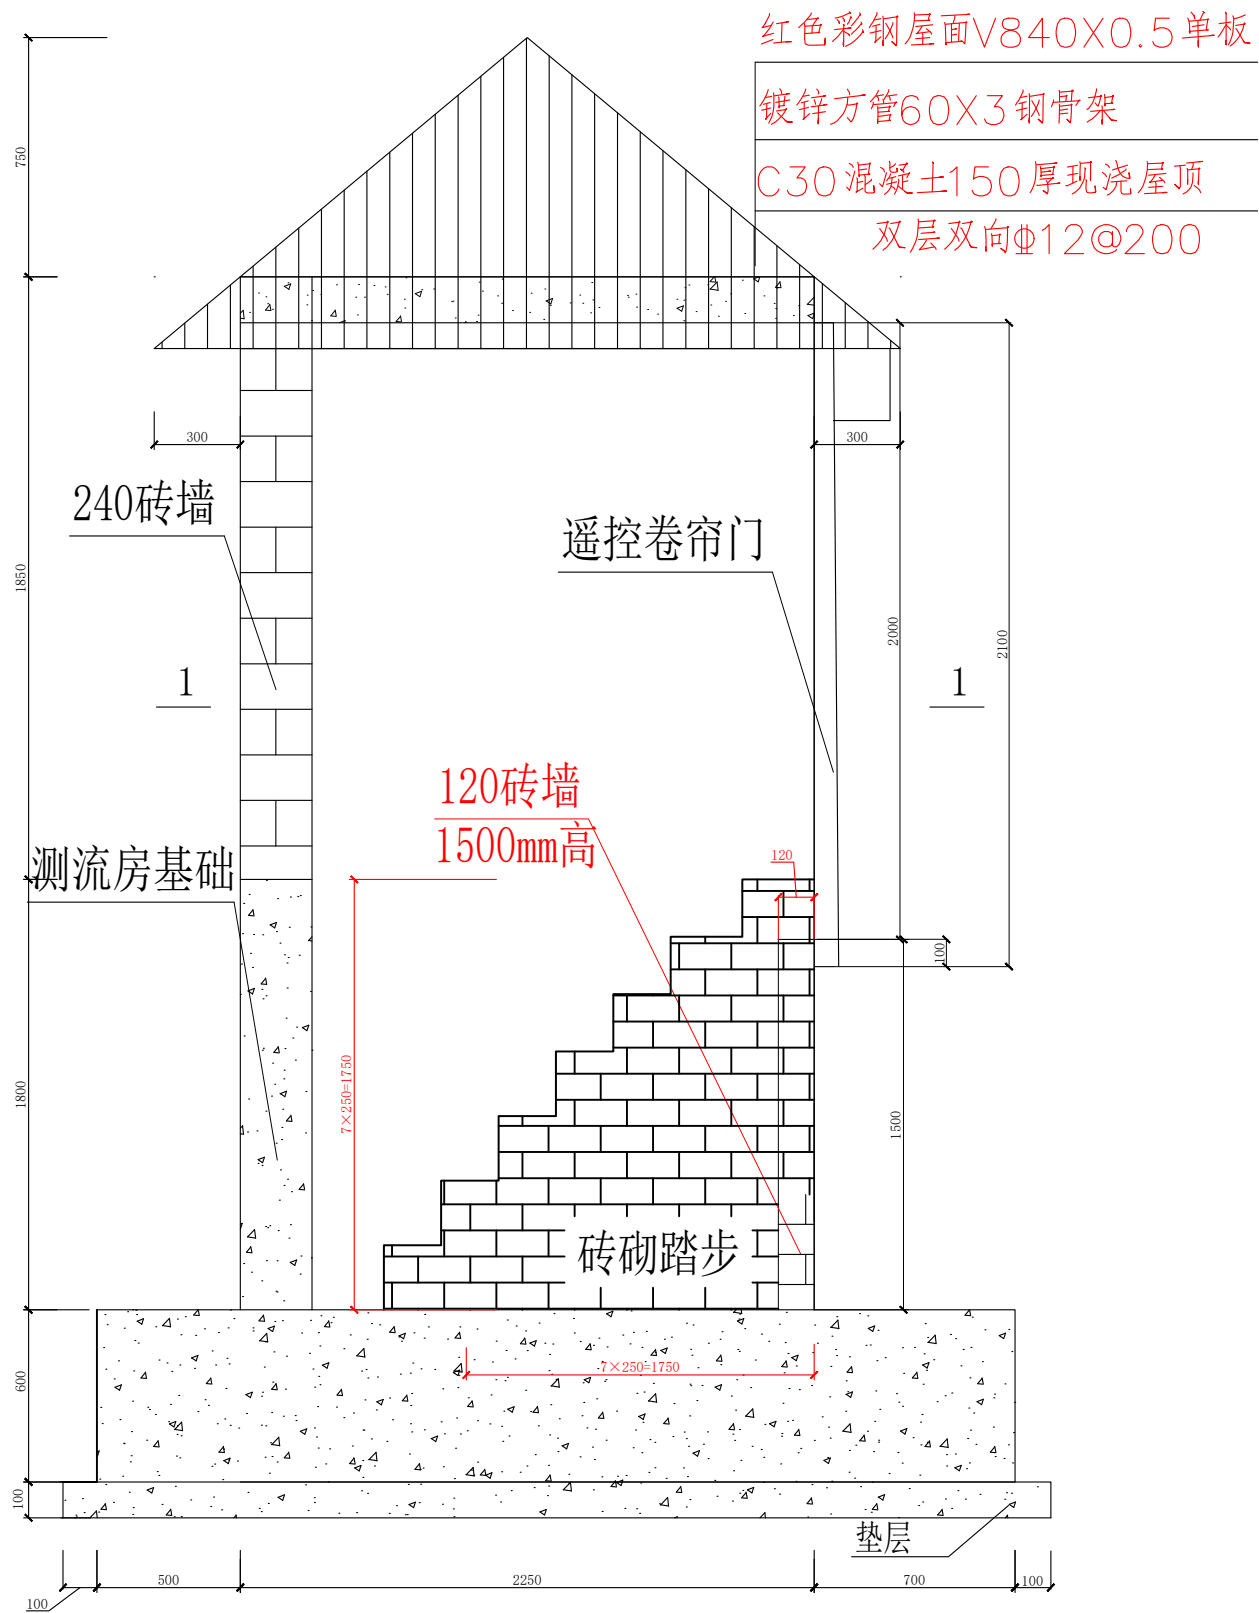 红色彩钢屋面V840X0.5单板
镀锌方管60X3钢骨架
C30混凝土150厚现浇屋顶
双层双向Φ12@200
750
300
300
240砖墙
遥控卷帘门
1850
2000
2100
1
1
120砖墙
1500mm高
120
测流房基础
100
7×250=1750
1800
1500
砖砌踏步
7×250=1750
600
100
垫层
500
2250
700
100
100